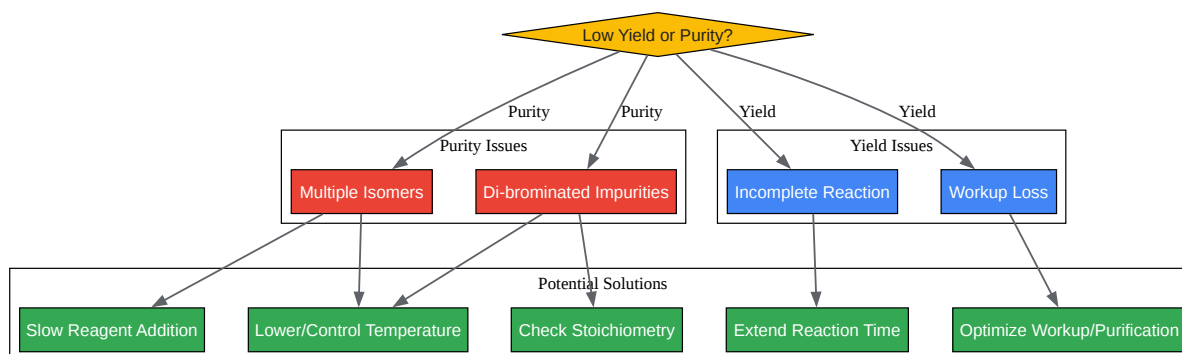 Low Yield or Purity?
Purity
Purity
Yield
Yield
Purity Issues
Yield Issues
Multiple Isomers
Di-brominated Impurities
Incomplete Reaction
Workup Loss
Potential Solutions
Slow Reagent Addition
Lower/Control Temperature
Check Stoichiometry
Extend Reaction Time
Optimize Workup/Purification